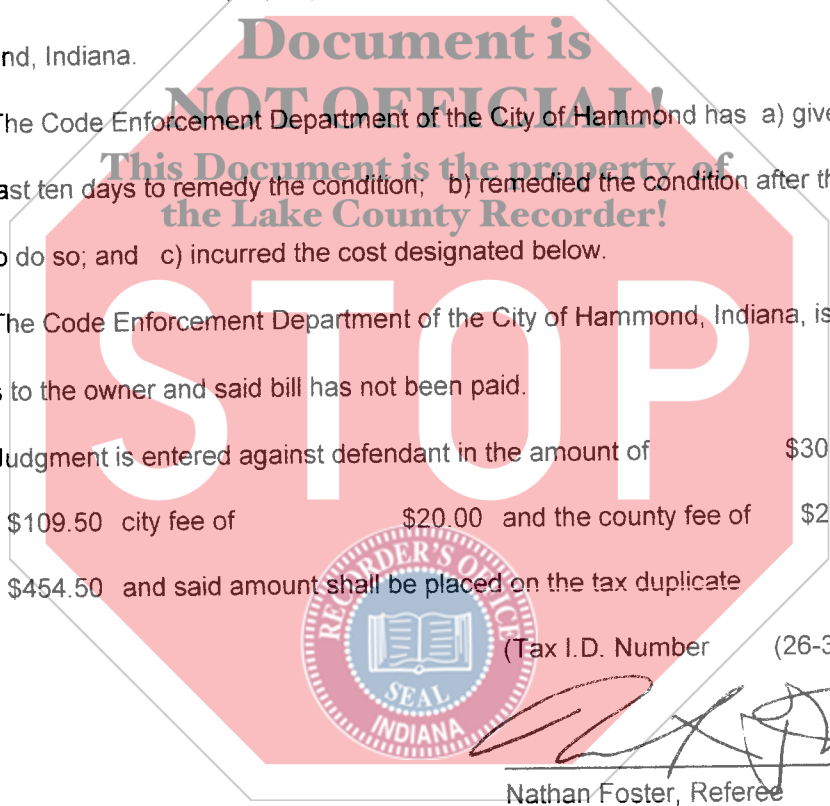 Document is
nd, Indiana.
NOT OFFICIAL!
The Code Enforcement Department of the City of Hammond has a) give
This Document is the property of
ast ten days to remedy the condition; b) remedied the condition after th
the Lake County Recorder!
o do so; and c) incurred the cost designated below.
STOP
The Code Enforcement Department of the City of Hammond, Indiana, is
s to the owner and said bill has not been paid.
Judgment is entered against defendant in the amount of $30
$109.50 city fee of $20.00 and the county fee of $2
$454.50 and said amount shall be placed on the tax duplicate
RECORDER'S OFFICE
SEAL
INDIANA
(Tax I.D. Number (26-3
Nathan Foster, Referee